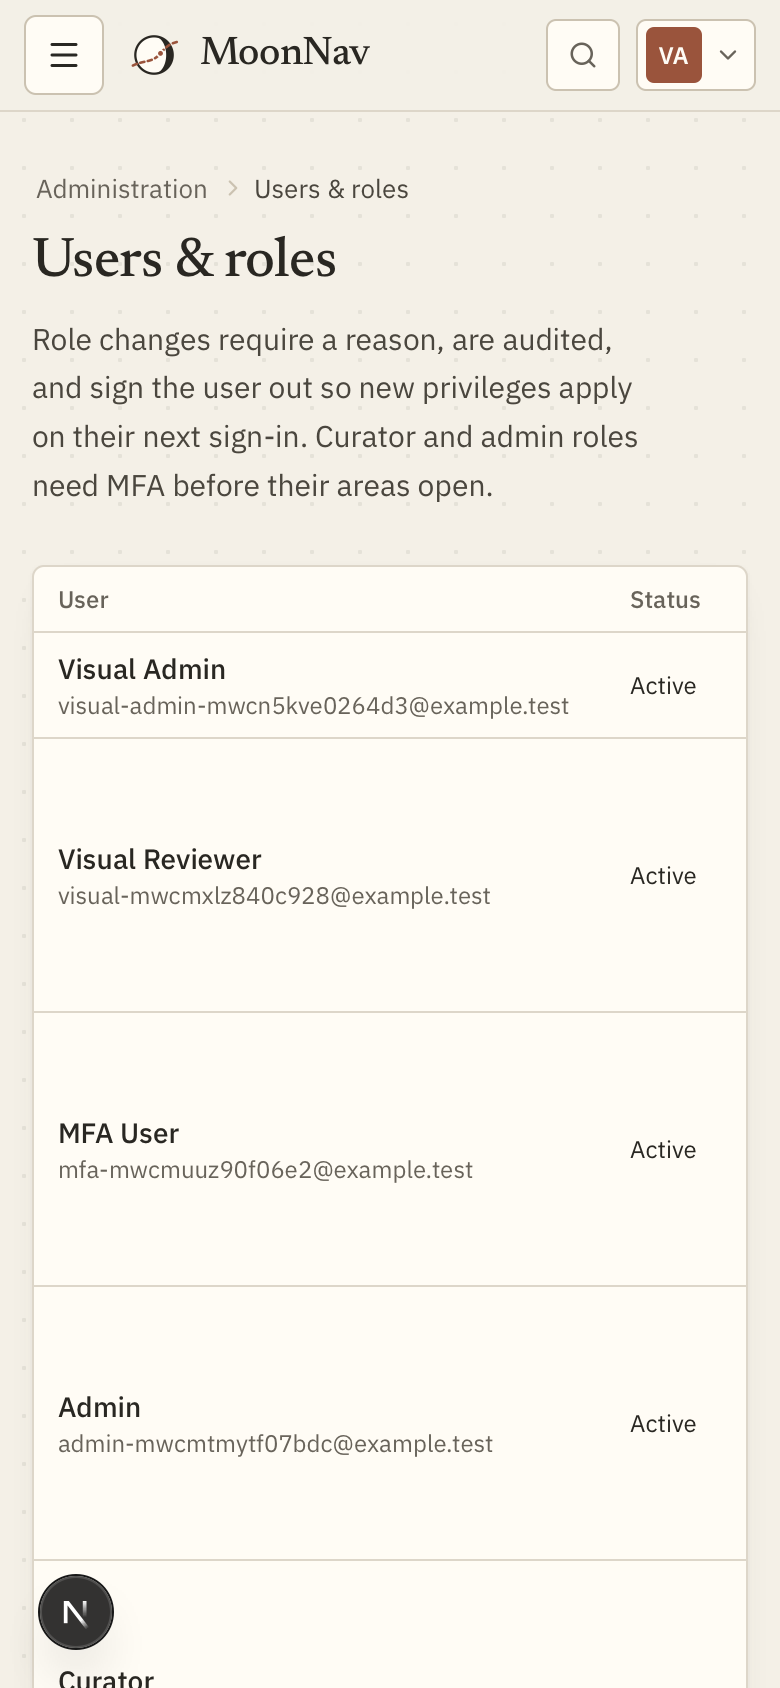 MoonNav
VA
Administration > Users & roles
Users & roles
Role changes require a reason, are audited,
and sign the user out so new privileges apply
on their next sign-in. Curator and admin roles
need MFA before their areas open.
User Status
Visual Admin
visual-admin-mwcn5kve0264d3@example.test
Active
Visual Reviewer
visual-mwcmxlz840c928@example.test
Active
MFA User
mfa-mwcmuuz90f06e2@example.test
Active
Admin
admin-mwcmtmytf07bdc@example.test
Active
N
Curator